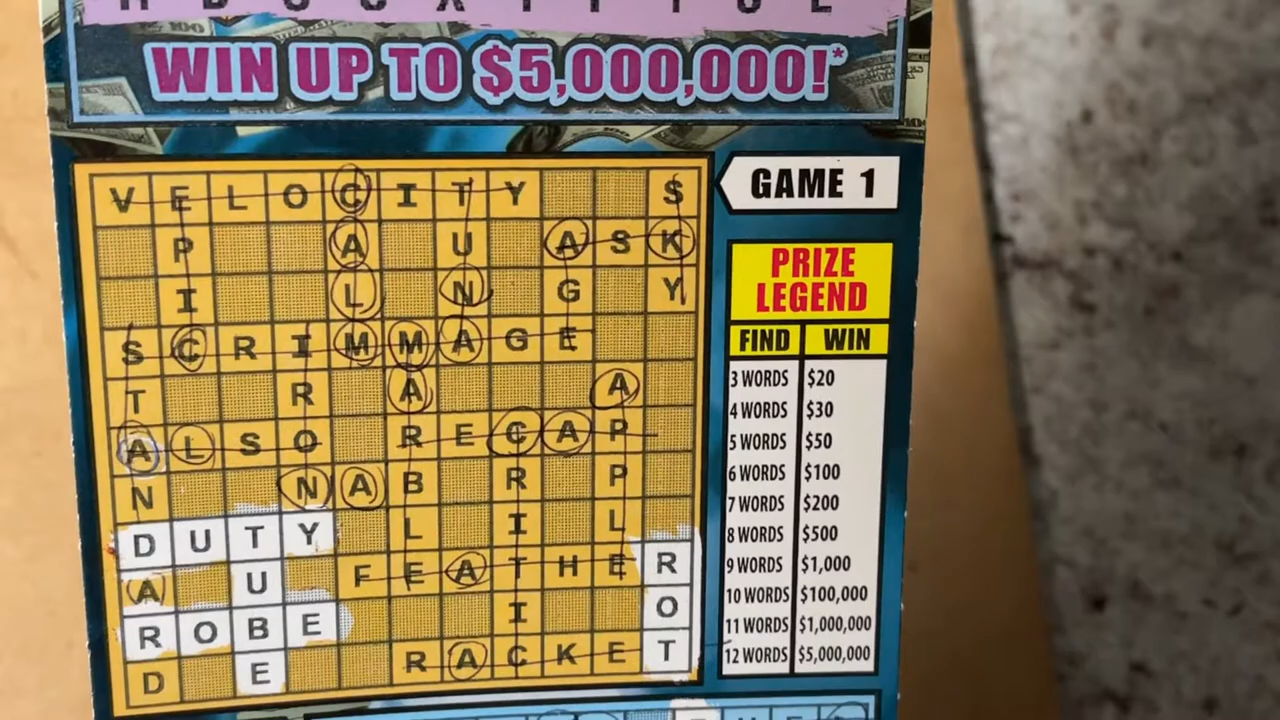 WIN UP TO $5,000,000!*
GAME 1
V E L O C I T Y S
P A U A S K
I L N G Y
S C R I M M A G E
T R A A
A L S O R E C A P
N N A B R P
D U T Y L I L
A U F E A T H E R
R O B E I O
D E R A C K E T
PRIZE
LEGEND
FIND WIN
3 WORDS $20
4 WORDS $30
5 WORDS $50
6 WORDS $100
7 WORDS $200
8 WORDS $500
9 WORDS $1,000
10 WORDS $100,000
11 WORDS $1,000,000
12 WORDS $5,000,000